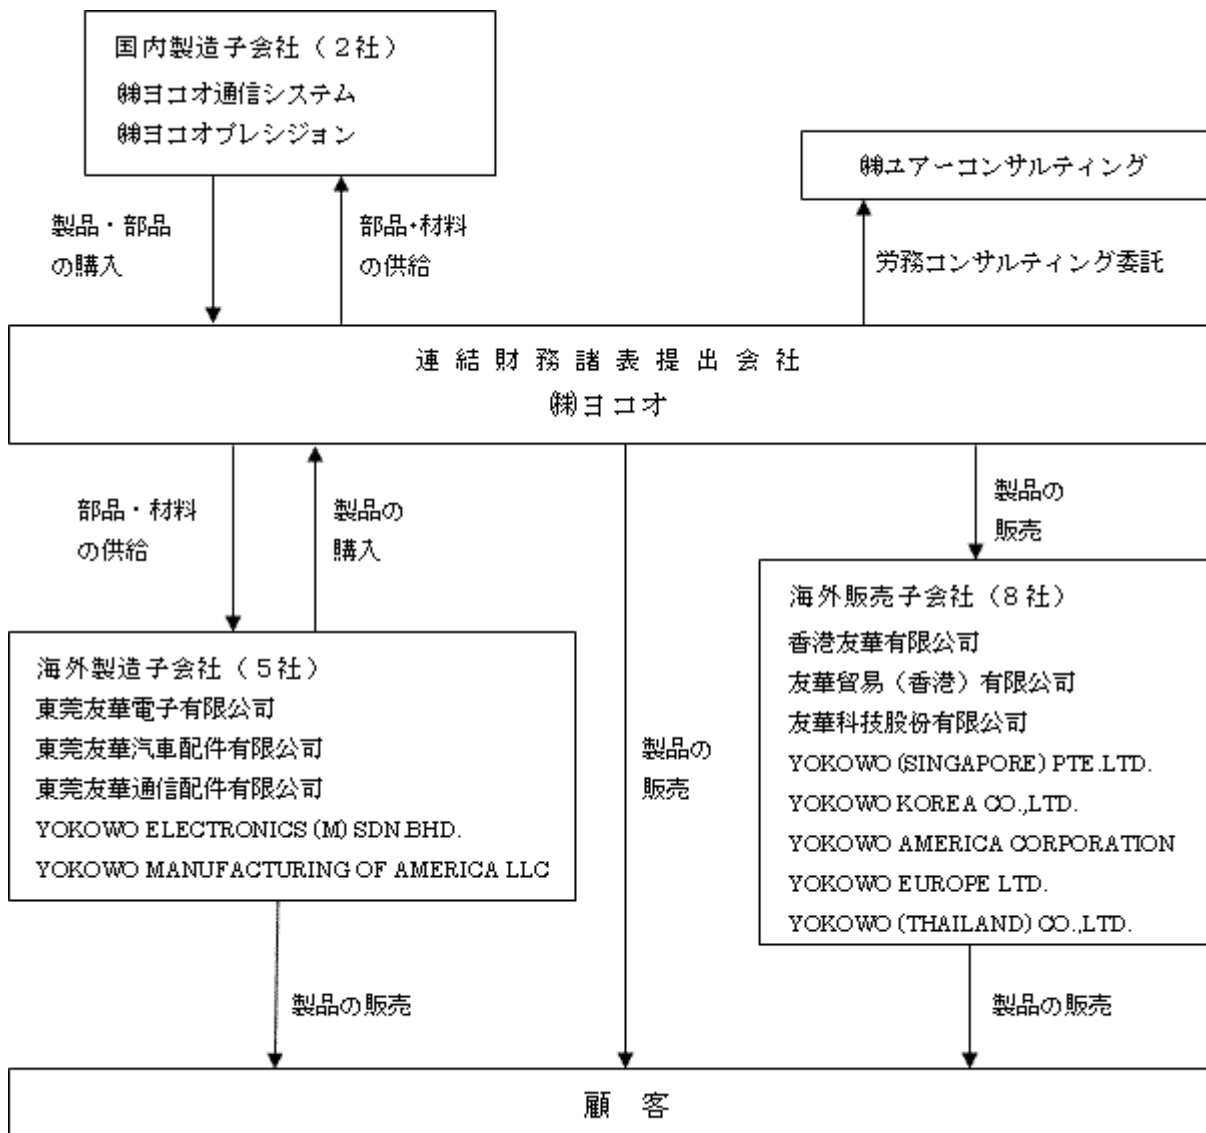 国内製造子会社（2社）
㈱ヨコオ通信システム
㈱ヨコオプレシジョン
㈱ユアーコンサルティング
製品・部品
の購入
部品・材料
の供給
労務コンサルティング委託
連結財務諸表提出会社
㈱ヨコオ
部品・材料
の供給
製品の
購入
製品の
販売
海外製造子会社（5社）
東莞友華電子有限公司
東莞友華汽車配件有限公司
東莞友華通信配件有限公司
YOKOWO ELECTRONICS (M) SDN.BHD.
YOKOWO MANUFACTURING OF AMERICA LLC
製品の
販売
海外販売子会社（8社）
香港友華有限公司
友華貿易（香港）有限公司
友華科技股份有限公司
YOKOWO (SINGAPORE) PTE.LTD.
YOKOWO KOREA CO.,LTD.
YOKOWO AMERICA CORPORATION
YOKOWO EUROPE LTD.
YOKOWO (THAILAND) CO.,LTD.
製品の販売
製品の販売
顧客